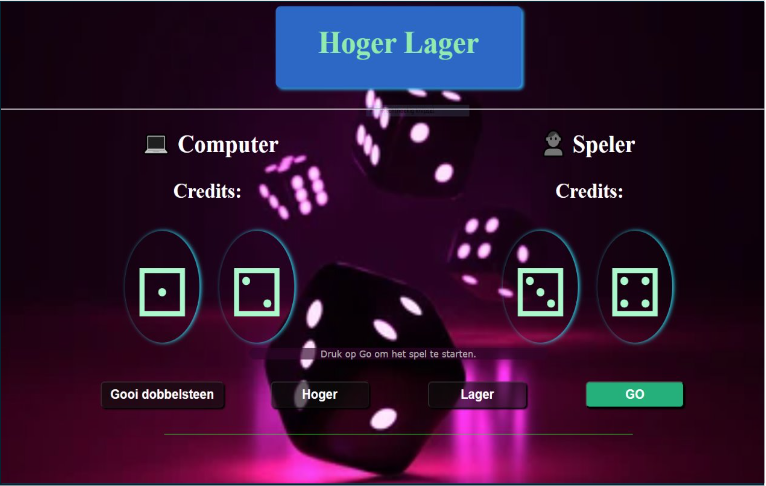 Hoger Lager
Computer
Speler
Credits:
Credits:
Druk op Go om het spel te starten.
Gooi dobbelsteen
Hoger
Lager
GO